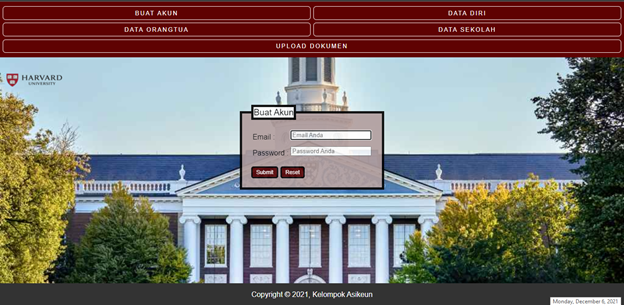 BUAT AKUN
DATA DIRI
DATA ORANGTUA
DATA SEKOLAH
UPLOAD DOKUMEN
HARVARD
UNIVERSITY
Buat Akun
Email
Email Anda
Password
Password Anda
Submit
Reset
Copyright © 2021, Kelompok Asikeun
Monday, December 6, 2021